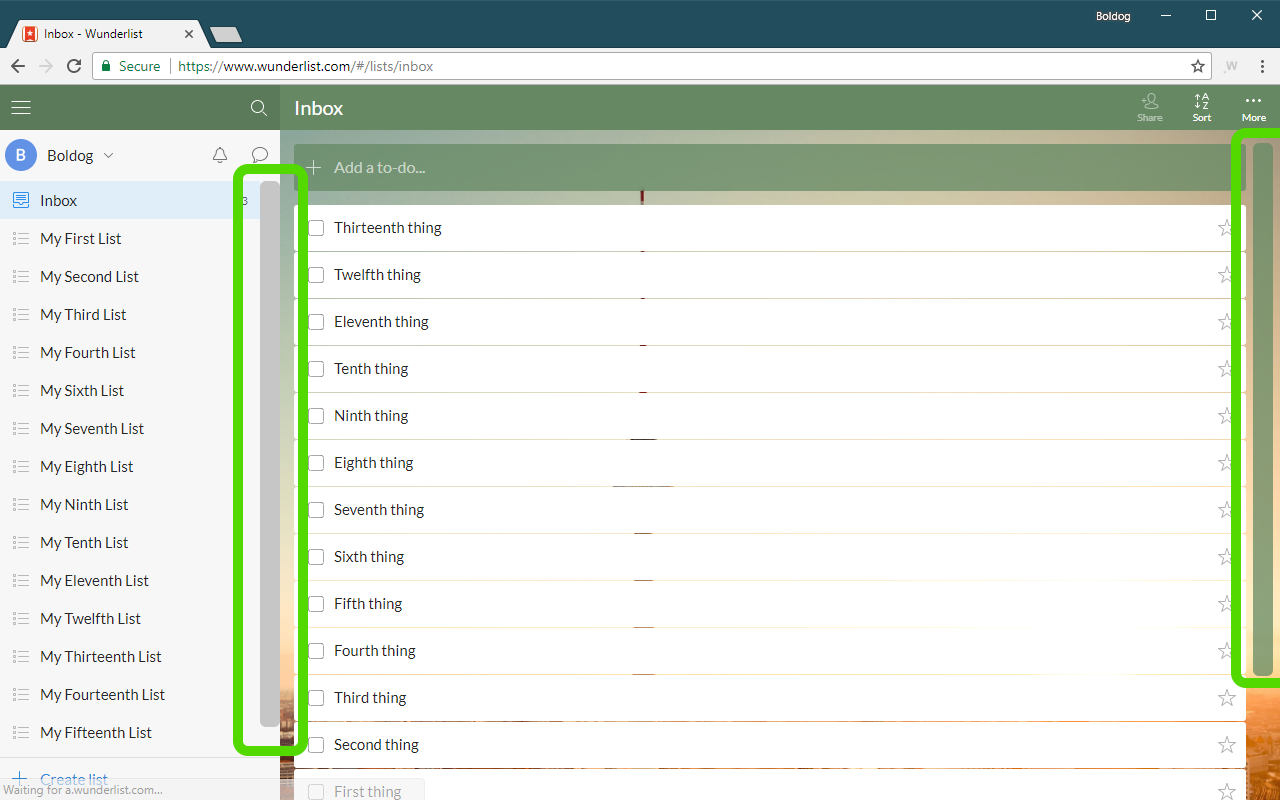 Boldog
Inbox - Wunderlist
Secure
https://www.wunderlist.com/#/lists/inbox
W
Inbox
Share
A
Z
Sort
More
B
Boldog
Add a to-do...
Inbox
3
My First List
My Second List
My Third List
My Fourth List
My Sixth List
My Seventh List
My Eighth List
My Ninth List
My Tenth List
My Eleventh List
My Twelfth List
My Thirteenth List
My Fourteenth List
My Fifteenth List
Create list
Waiting for a.wunderlist.com...
Thirteenth thing
Twelfth thing
Eleventh thing
Tenth thing
Ninth thing
Eighth thing
Seventh thing
Sixth thing
Fifth thing
Fourth thing
Third thing
Second thing
First thing